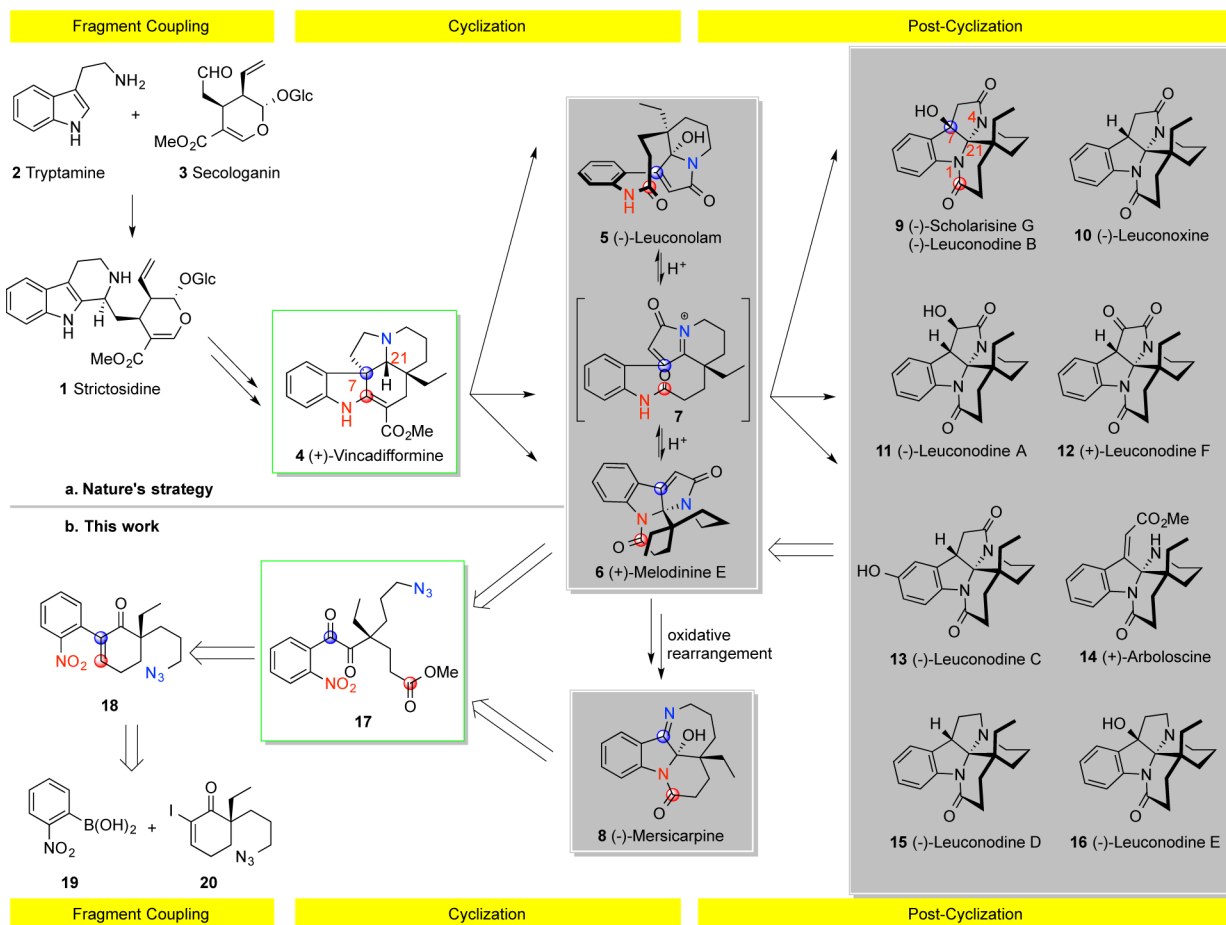 Fragment Coupling
Cyclization
Post-Cyclization
NH2
N
H
+
CHO
OGlc
MeO2C
O
2 Tryptamine
3 Secologanin
NH
N
H
H
OGlc
O
MeO2C
1 Strictosidine
N
21
7
H
N
H
CO2Me
4 (+)-Vincadifformine
a. Nature's strategy
b. This work
OH
N
N
H
O
O
5 (-)-Leuconolam
H+
O
N
⊕
O
N
H
7
H+
O
N
N
O
6 (+)-Melodinine E
oxidative
rearrangement
N
OH
N
O
8 (-)-Mersicarpine
O
HO
4
N
7
21
N
1
O
9 (-)-Scholarisine G
(-)-Leuconodine B
O
H
N
N
O
10 (-)-Leuconoxine
HO
O
H
N
N
O
11 (-)-Leuconodine A
O
O
H
N
N
O
12 (+)-Leuconodine F
O
H
N
HO
N
O
13 (-)-Leuconodine C
CO2Me
HN
N
O
14 (+)-Arboloscine
H
N
N
O
15 (-)-Leuconodine D
HO
N
N
O
16 (-)-Leuconodine E
O
NO2
N3
18
N3
O
O
NO2
OMe
O
17
B(OH)2
NO2
+
O
I
N3
19
20
Fragment Coupling
Cyclization
Post-Cyclization